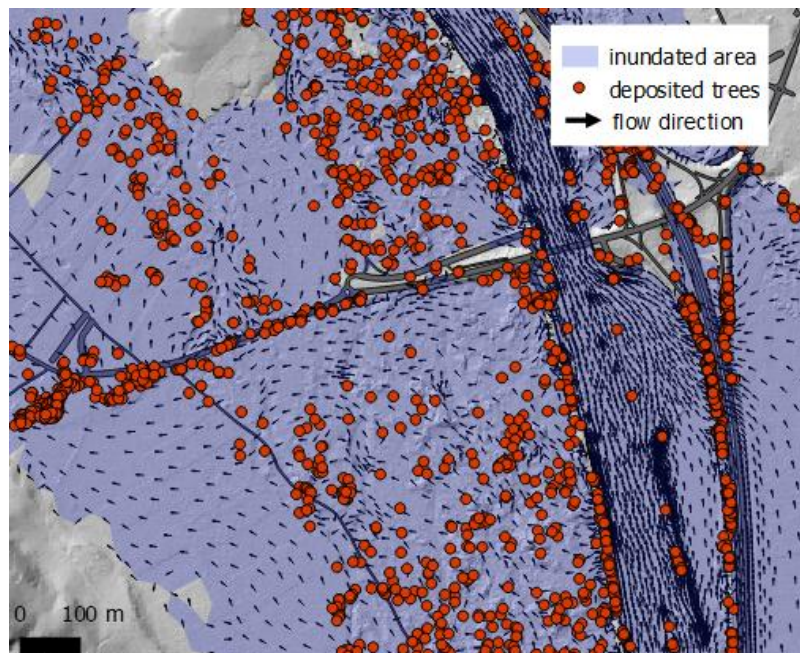 inundated area
deposited trees
flow direction
0 100 m